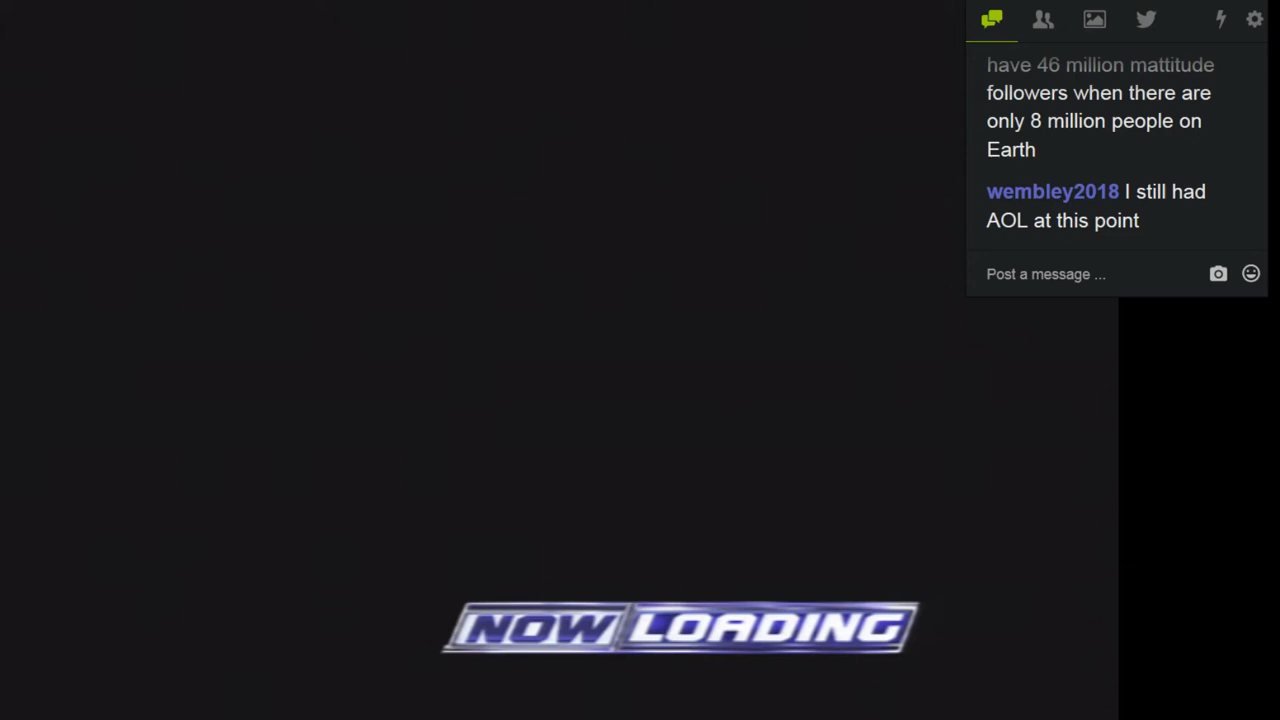 have 46 million mattitude
followers when there are
only 8 million people on
Earth
wembley2018 I still had
AOL at this point
Post a message ...
NOW LOADING